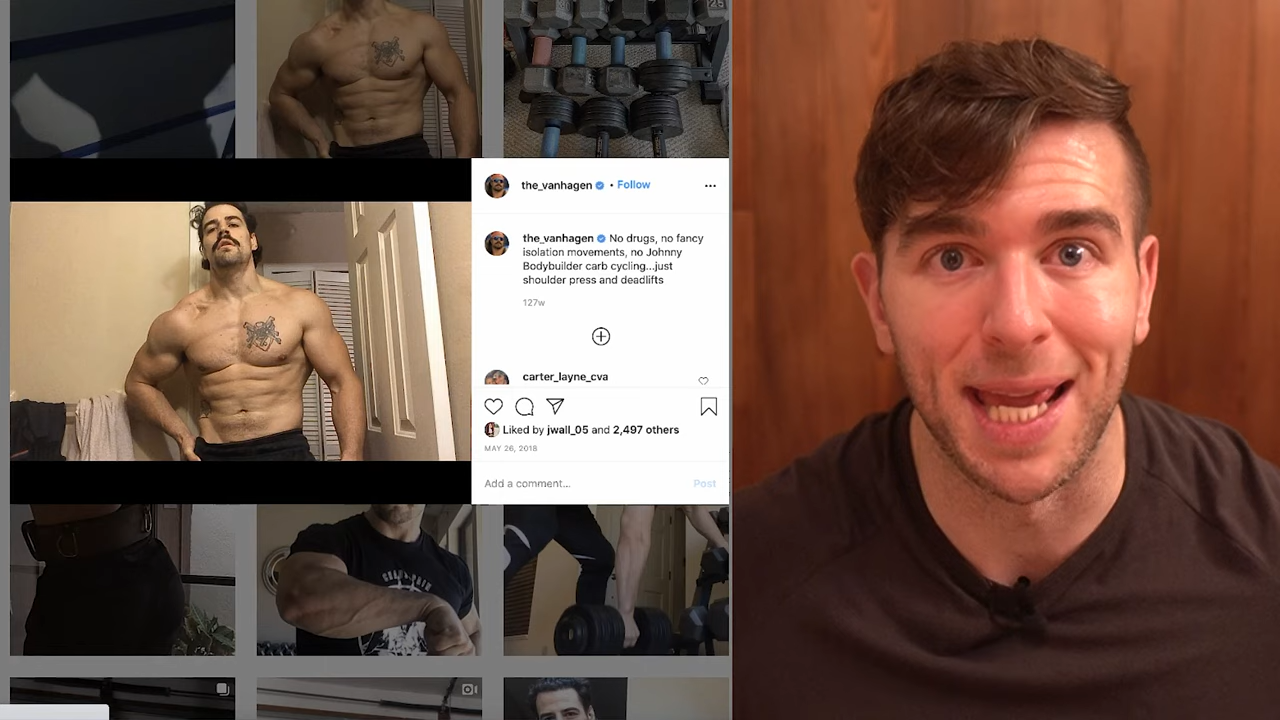 25
the_vanhagen • Follow
the_vanhagen No drugs, no fancy
isolation movements, no Johnny
Bodybuilder carb cycling...just
shoulder press and deadlifts
127w
carter_layne_cva
Liked by jwall_05 and 2,497 others
MAY 26, 2018
Add a comment...
Post